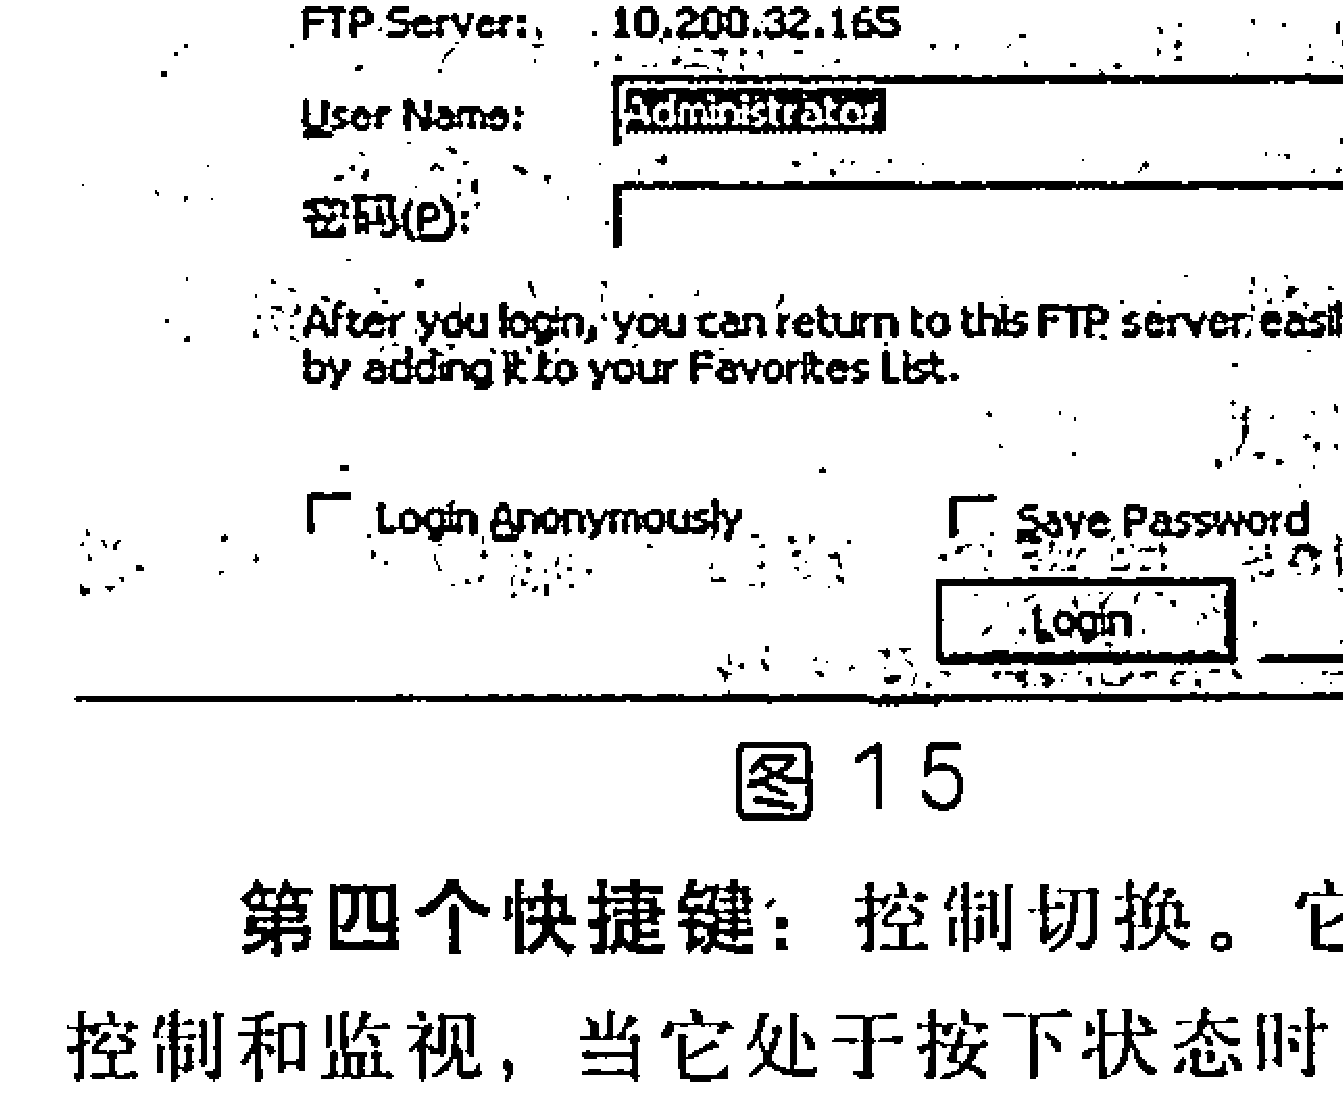 FTP Server: 10.200.32.165
User Name: Administrator
密码(P):
After you login, you can return to this FTP server
by adding it to your Favorites List.
Login Anonymously Save Password
Login
图 15
第四个快捷键：控制切换。它
控制和监视，当它处于按下状态时